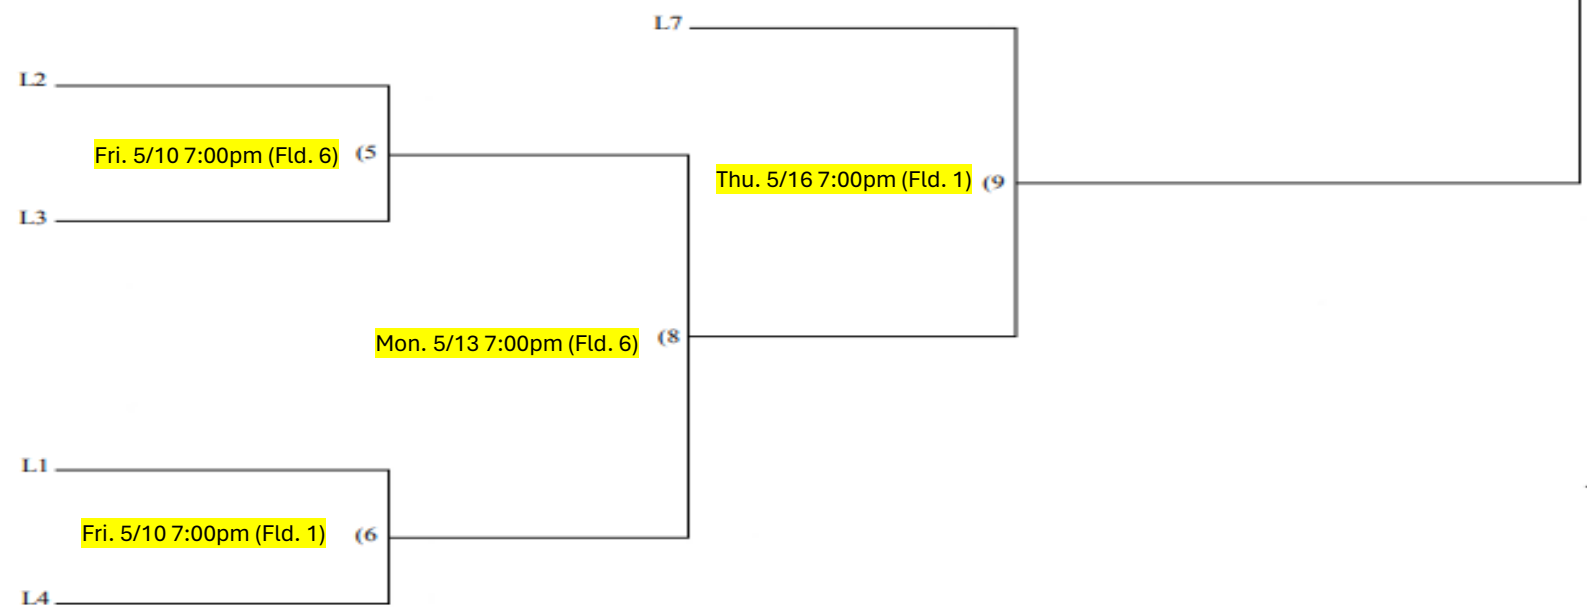 L7
L2
Fri. 5/10 7:00pm (Fld. 6) (5
Thu. 5/16 7:00pm (Fld. 1) (9
L3
Mon. 5/13 7:00pm (Fld. 6) (8
L1
Fri. 5/10 7:00pm (Fld. 1) (6
L4